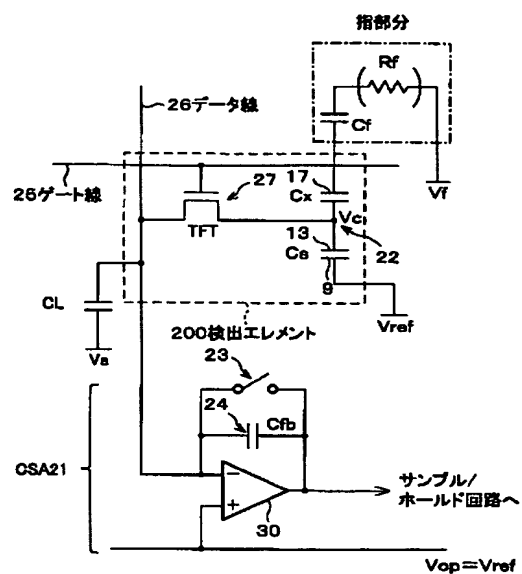 指部分
Rf
Cf
Vf
26データ線
25ゲート線
27
TFT
17
Cx
Vc
13
Cs
9
22
Vref
CL
Va
200検出エレメント
23
24
Cfb
CSA21
30
サンプル/
ホールド回路へ
Vop=Vref